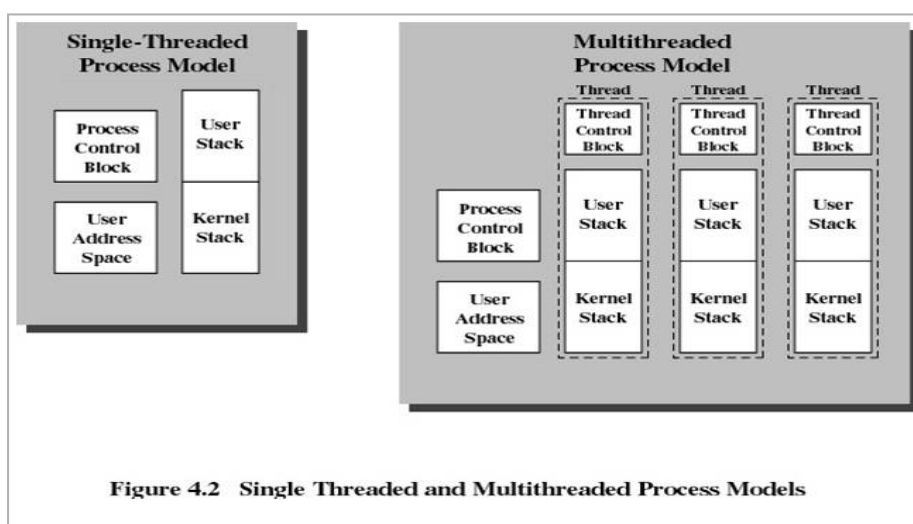 Single-Threaded
Process Model
Process
Control
Block
User
Stack
User
Address
Space
Kernel
Stack
Multithreaded
Process Model
Thread
Thread
Thread
Thread
Control
Block
Thread
Control
Block
Thread
Control
Block
Process
Control
Block
User
Stack
User
Stack
User
Stack
User
Address
Space
Kernel
Stack
Kernel
Stack
Kernel
Stack
Figure 4.2 Single Threaded and Multithreaded Process Models